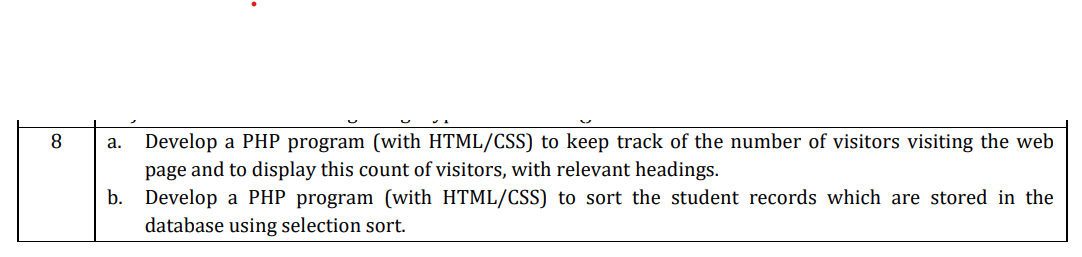 8 a. Develop a PHP program (with HTML/CSS) to keep track of the number of visitors visiting the web
page and to display this count of visitors, with relevant headings.
b. Develop a PHP program (with HTML/CSS) to sort the student records which are stored in the
database using selection sort.